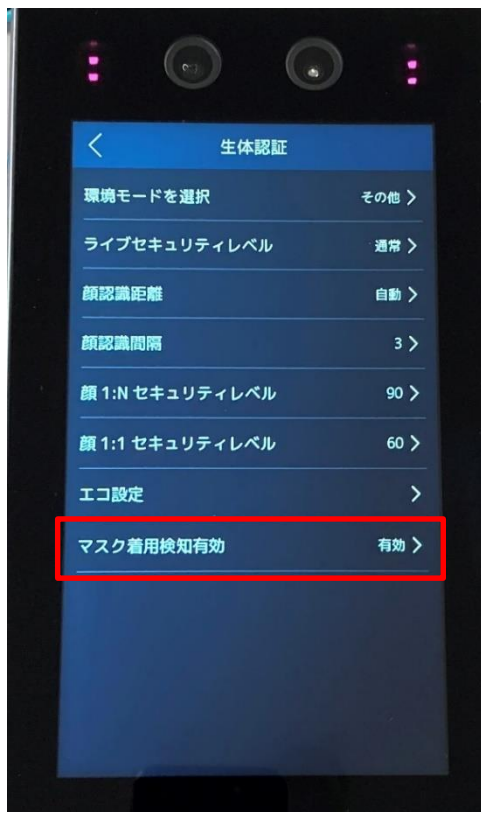 生体認証
環境モードを選択 その他
ライブセキュリティレベル 通常
顔認識距離 自動
顔認識間隔 3
顔 1:N セキュリティレベル 90
顔 1:1 セキュリティレベル 60
エコ設定
マスク着用検知有効 有効